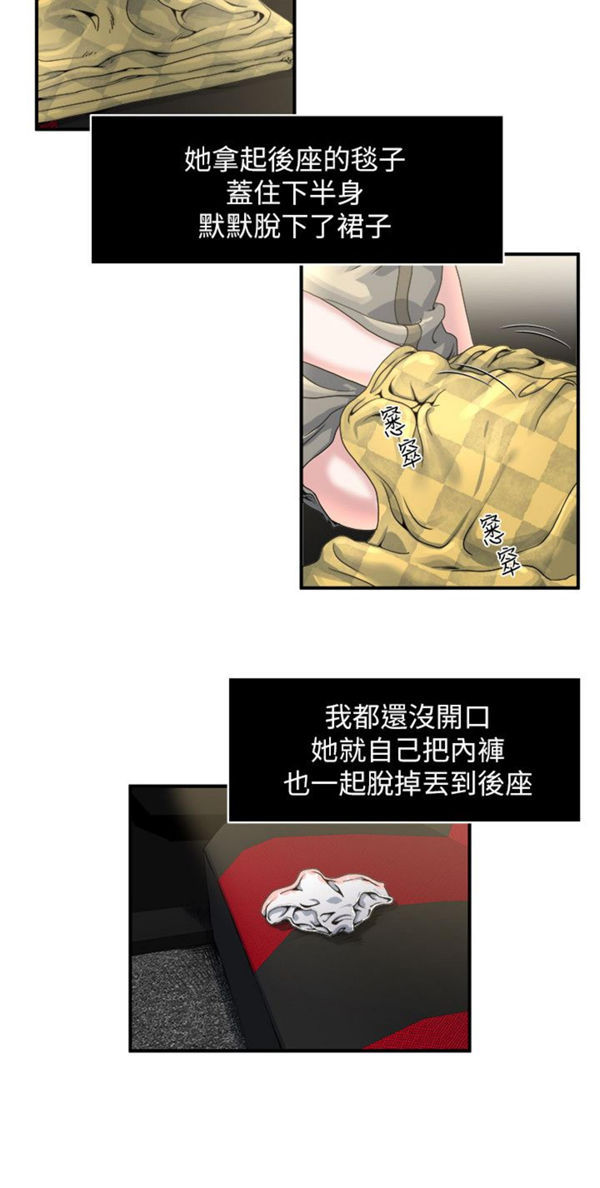 她拿起後座的毯子
蓋住下半身
默默脫下了裙子
窸
窣
窸
窣
我都還沒開口
她就自己把內褲
也一起脫掉丟到後座